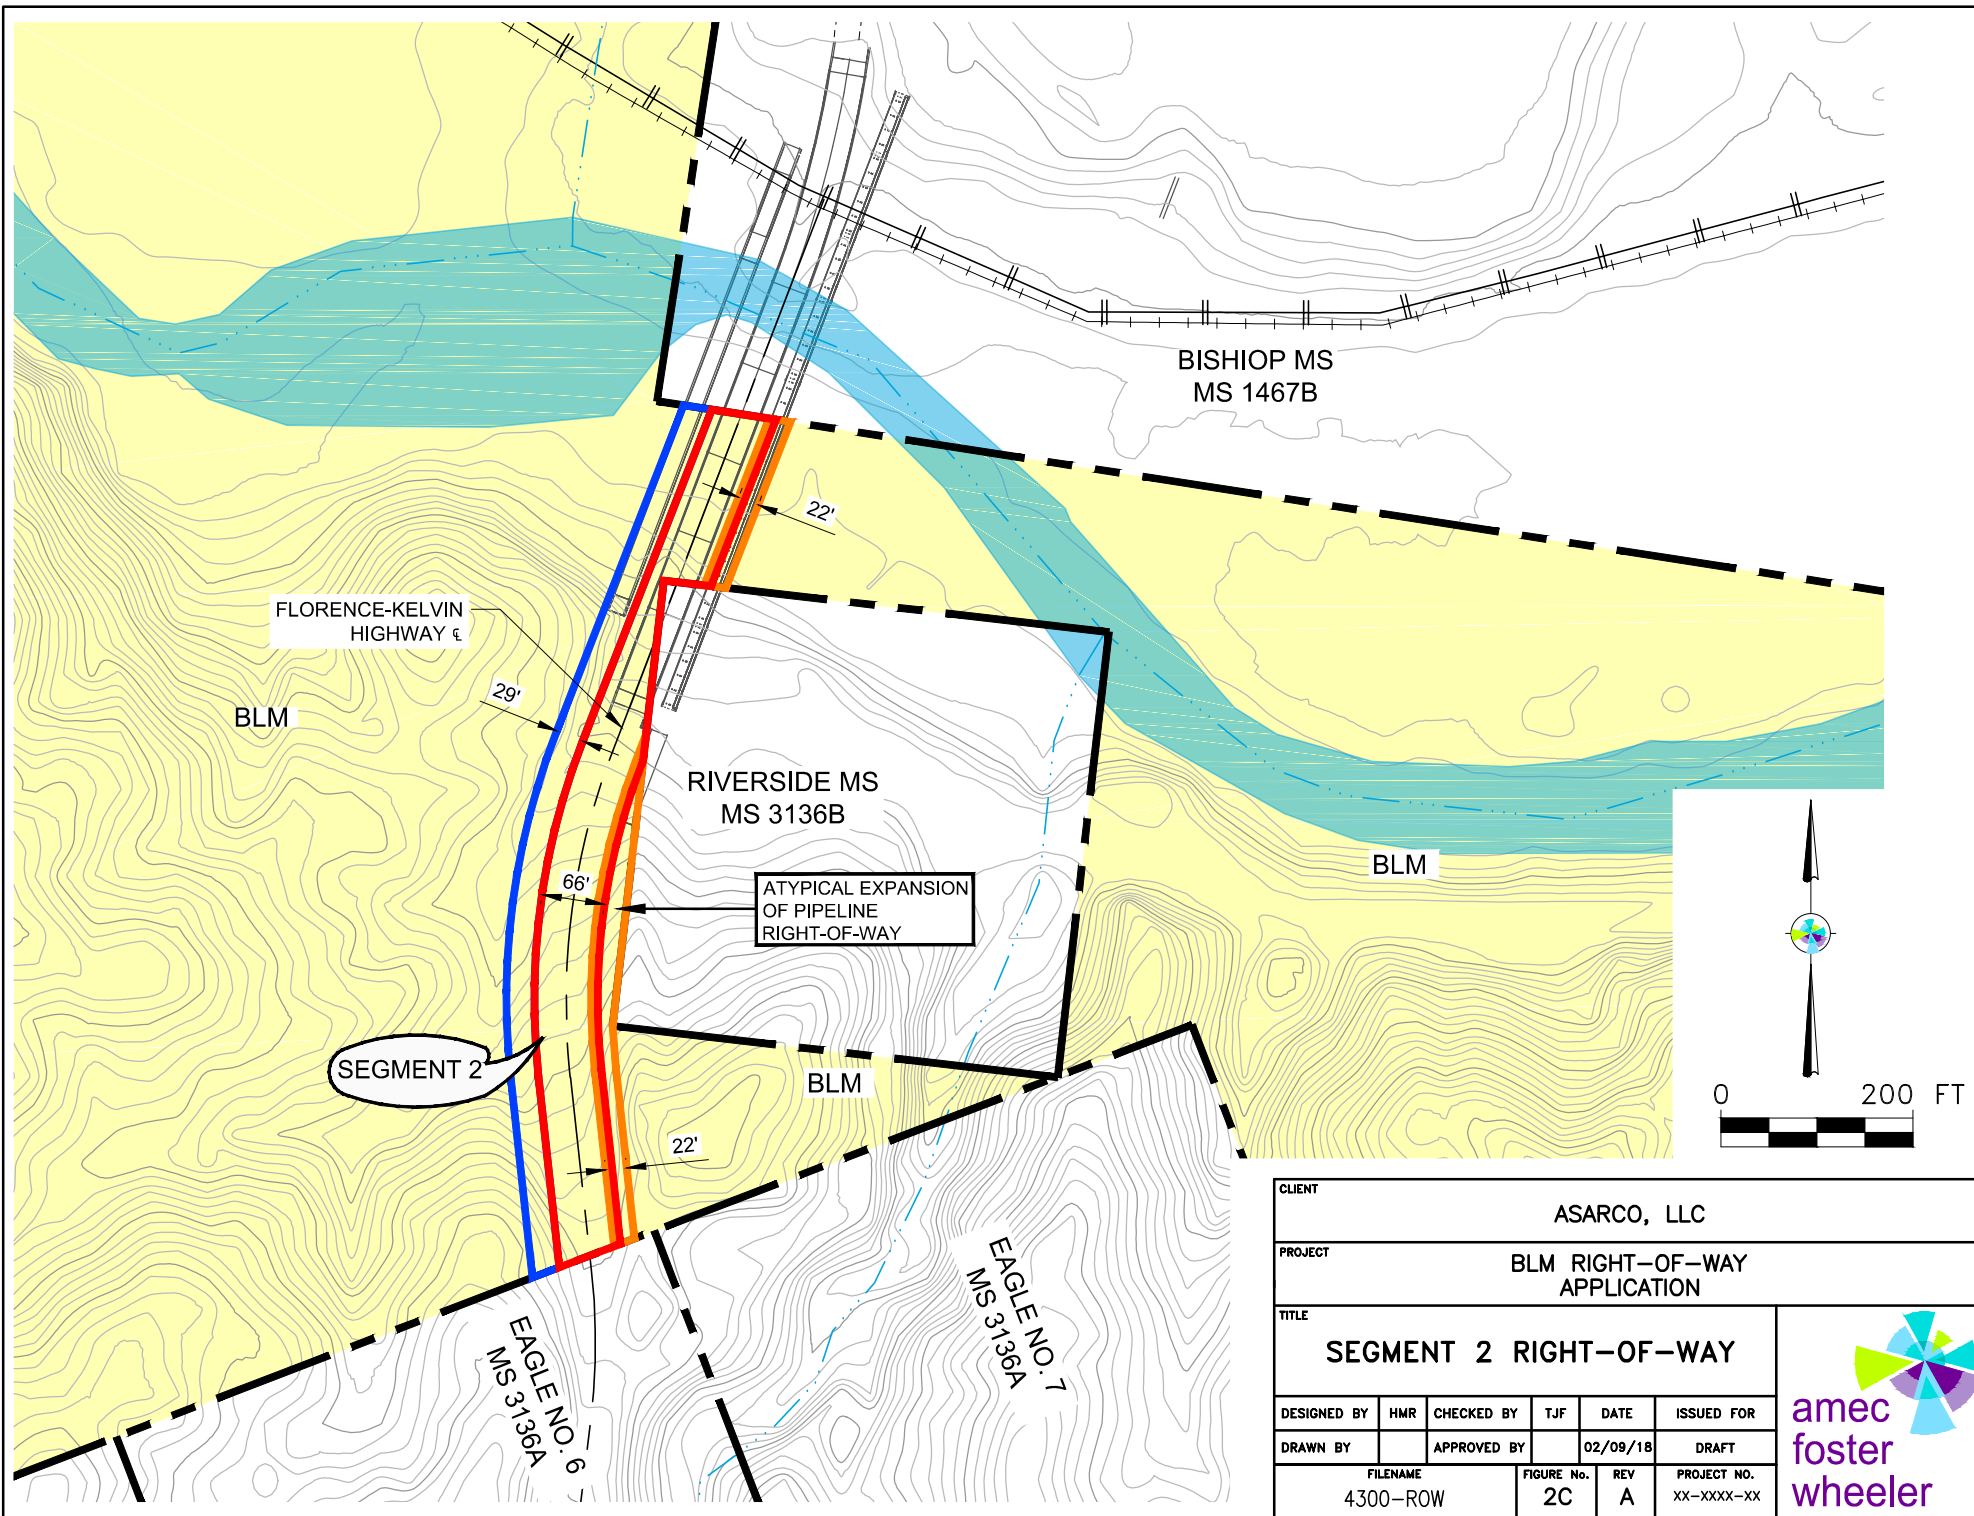 BISHIOP MS
MS 1467B
22'
FLORENCE-KELVIN
HIGHWAY ℄
29'
BLM
RIVERSIDE MS
MS 3136B
BLM
66'
ATYPICAL EXPANSION
OF PIPELINE
RIGHT-OF-WAY
SEGMENT 2
BLM
22'
0 200 FT
EAGLE NO. 6
MS 3136A
EAGLE NO. 7
MS 3136A
CLIENT
ASARCO, LLC
PROJECT
BLM RIGHT-OF-WAY
APPLICATION
TITLE
SEGMENT 2 RIGHT-OF-WAY
DESIGNED BY HMR CHECKED BY TJF DATE ISSUED FOR
DRAWN BY APPROVED BY 02/09/18 DRAFT
FILENAME FIGURE No. REV PROJECT NO.
4300-ROW 2C A xx-xxxx-xx
amec
foster
wheeler